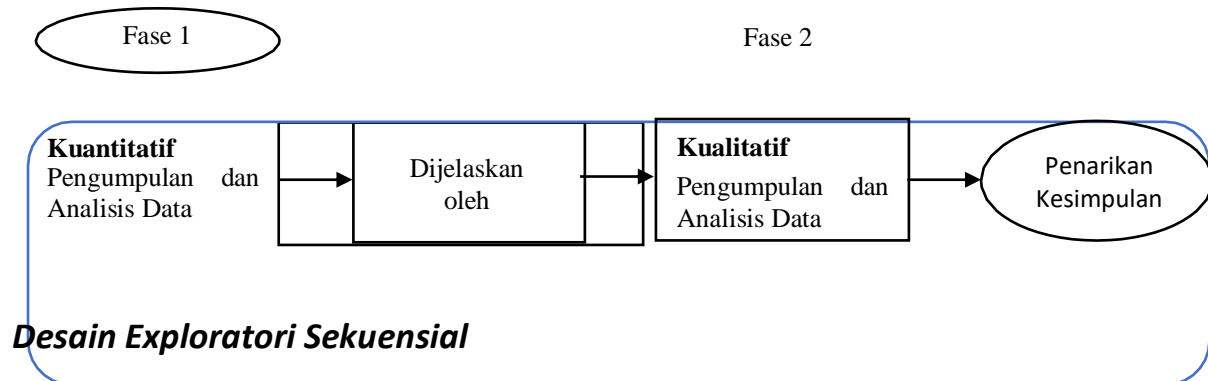 Fase 1
Fase 2
Kuantitatif
Pengumpulan dan
Analisis Data
Dijelaskan
oleh
Kualitatif
Pengumpulan dan
Analisis Data
Penarikan
Kesimpulan
Desain Exploratori Sekuensial